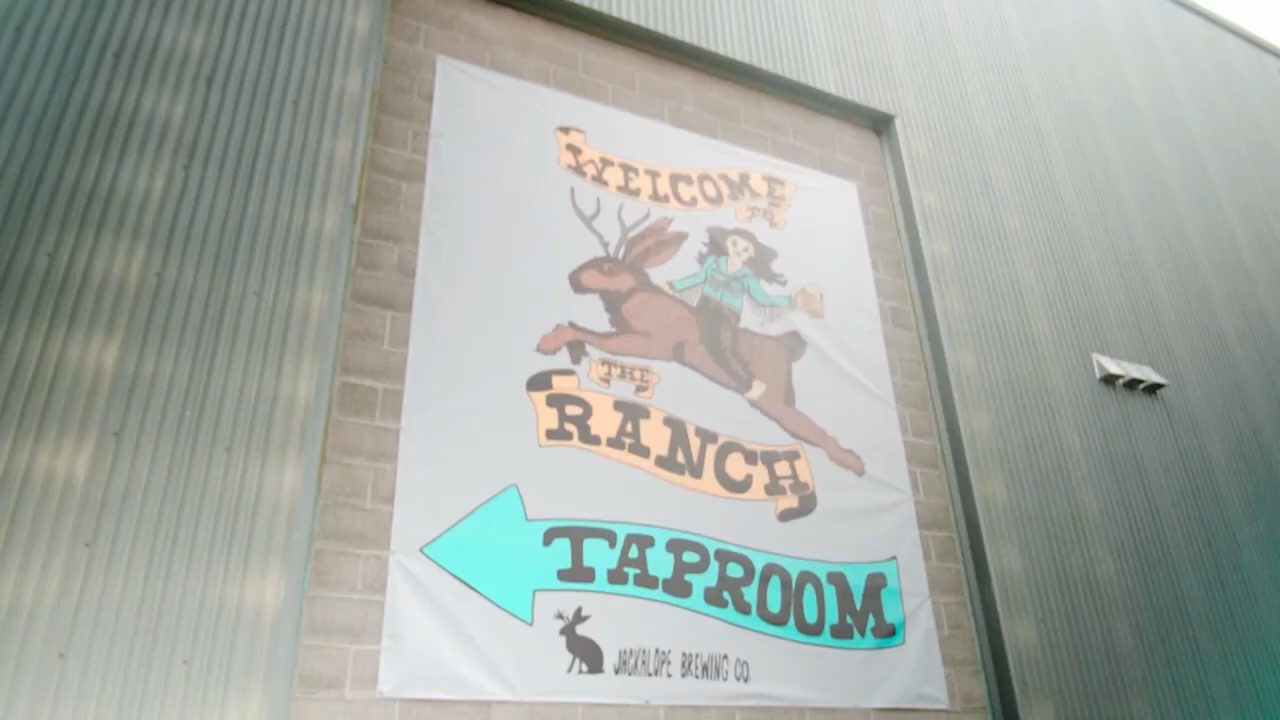 WELCOME
TO
THE
RANCH
TAPROOM
JACKALOPE BREWING CO